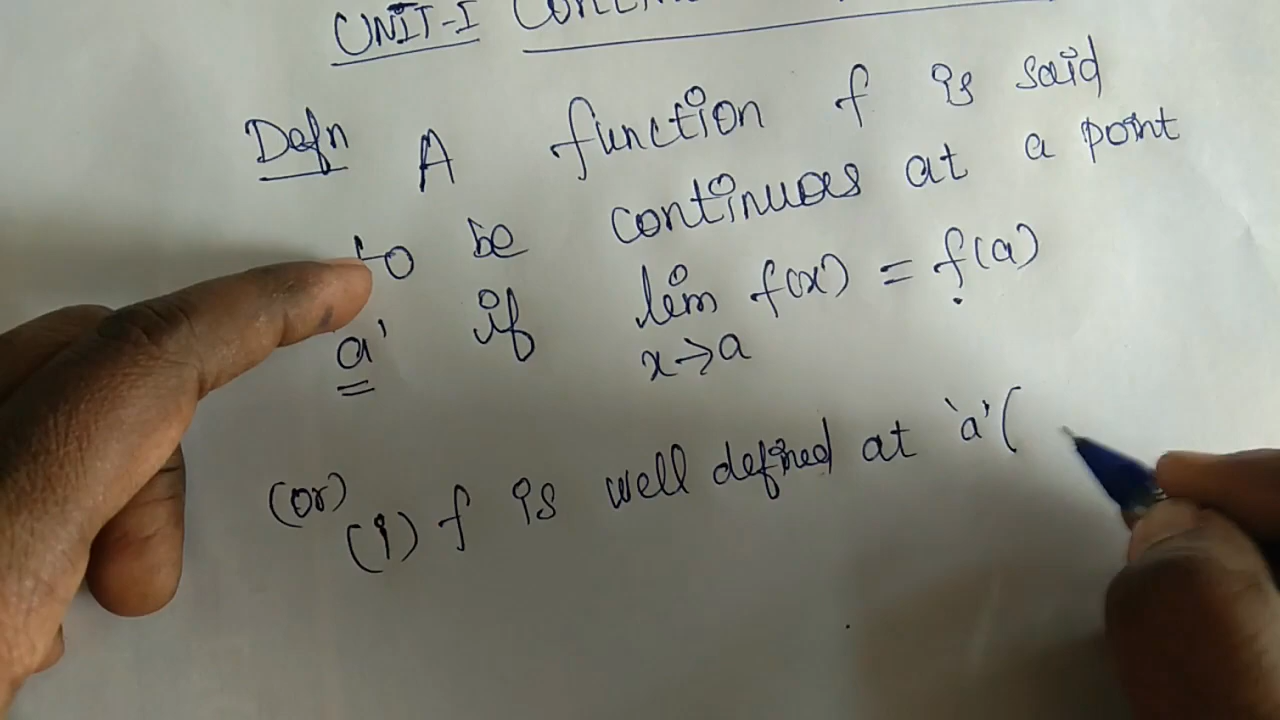 UNIT-I
Defn A function f is said
to be continuous at a point
a' if lim f(x) = f(a)
x→a
(or)
(i) f is well defined at 'a' (